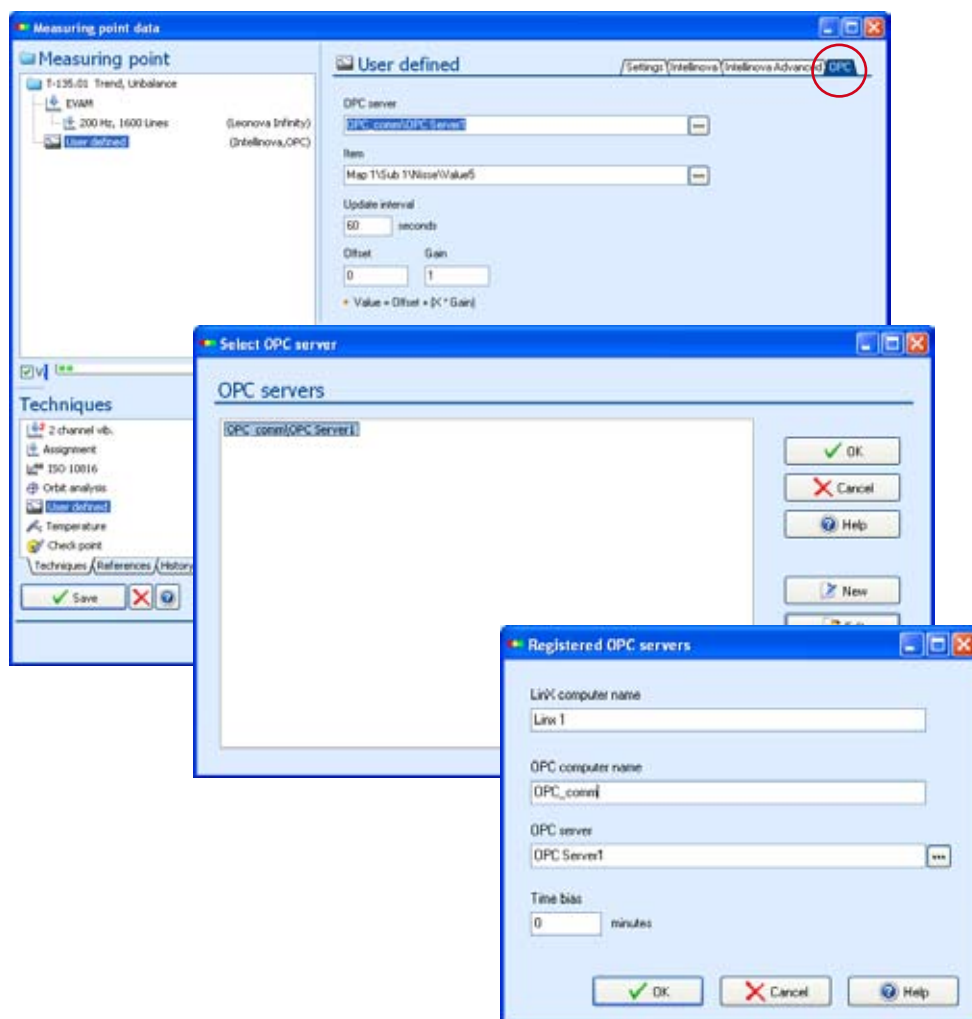 Measuring point data
Measuring point
T-135.01 Trend, Unbalance
EVAM
200 Hz, 1600 Lines (Leonova Infinity)
User defined (Intellinova,OPC)
User defined
Settings Intellinova Intellinova Advanced OPC
OPC server
OPC_comm\OPC Server1
Item
Map 1\Sub 1\Nisse\Value5
Update interval
60 seconds
Offset Gain
0 1
Value = Offset + (X * Gain)
Techniques
2 channel vib.
Assignment
ISO 10816
Orbit analysis
User defined
Temperature
Check point
Techniques References History
Save
Select OPC server
OPC servers
OPC_comm\OPC Server1
OK
Cancel
Help
New
Registered OPC servers
LinX computer name
Linx 1
OPC computer name
OPC_comm
OPC server
OPC Server1
...
Time bias
0 minutes
OK Cancel Help